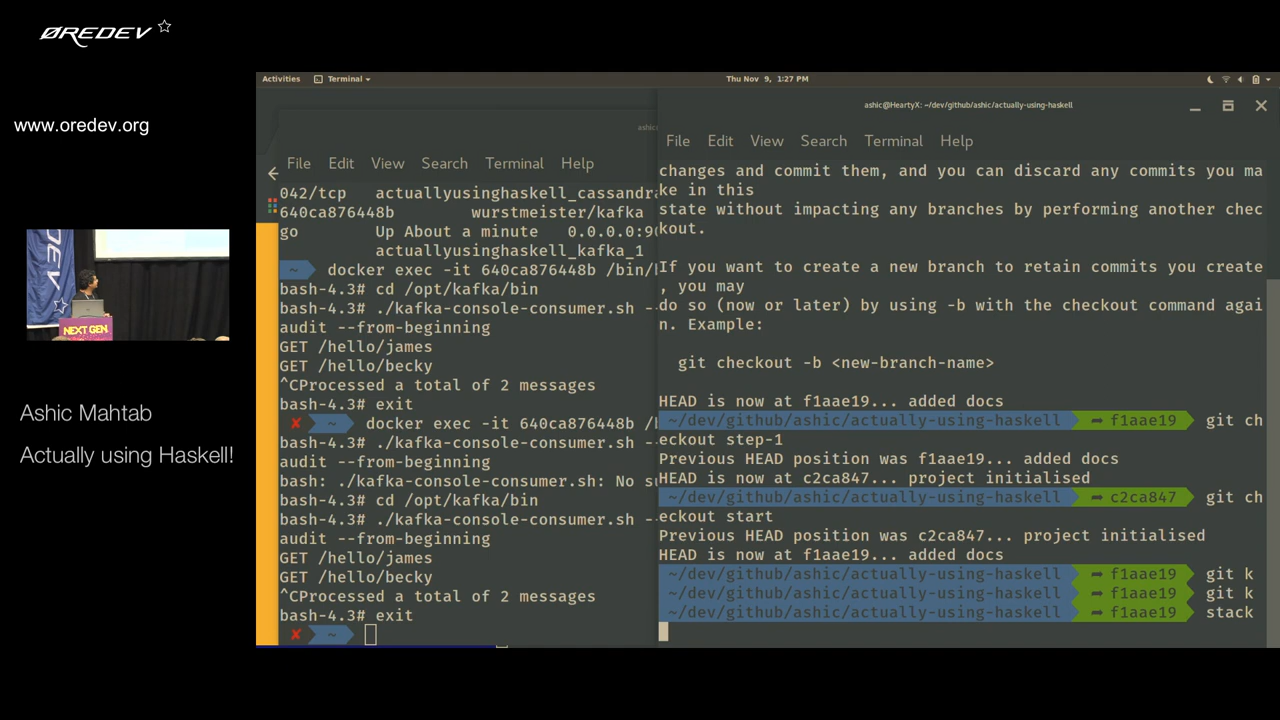 ØREDEV
www.oredev.org
NEXT GEN
Ashic Mahtab
Actually using Haskell!
Activities Terminal Thu Nov 9, 1:27 PM
File Edit View Search Terminal Help
042/tcp actuallyusinghaskell_cassandra
640ca876448b wurstmeister/kafka
go Up About a minute 0.0.0.0:90
actuallyusinghaskell_kafka_1
~ docker exec -it 640ca876448b /bin/
bash-4.3# cd /opt/kafka/bin
bash-4.3# ./kafka-console-consumer.sh --
audit --from-beginning
GET /hello/james
GET /hello/becky
^CProcessed a total of 2 messages
bash-4.3# exit
✘ ~ docker exec -it 640ca876448b /
bash-4.3# ./kafka-console-consumer.sh --
audit --from-beginning
bash: ./kafka-console-consumer.sh: No su
bash-4.3# cd /opt/kafka/bin
bash-4.3# ./kafka-console-consumer.sh --
audit --from-beginning
GET /hello/james
GET /hello/becky
^CProcessed a total of 2 messages
bash-4.3# exit
✘ ~
ashic@HeartyX: ~/dev/github/ashic/actually-using-haskell
File Edit View Search Terminal Help
changes and commit them, and you can discard any commits you ma
ke in this
state without impacting any branches by performing another chec
kout.
If you want to create a new branch to retain commits you create
, you may
do so (now or later) by using -b with the checkout command agai
n. Example:
git checkout -b <new-branch-name>
HEAD is now at f1aae19... added docs
~/dev/github/ashic/actually-using-haskell ➦ f1aae19 git ch
eckout step-1
Previous HEAD position was f1aae19... added docs
HEAD is now at c2ca847... project initialised
~/dev/github/ashic/actually-using-haskell ➦ c2ca847 git ch
eckout start
Previous HEAD position was c2ca847... project initialised
HEAD is now at f1aae19... added docs
~/dev/github/ashic/actually-using-haskell ➦ f1aae19 git k
~/dev/github/ashic/actually-using-haskell ➦ f1aae19 git k
~/dev/github/ashic/actually-using-haskell ➦ f1aae19 stack